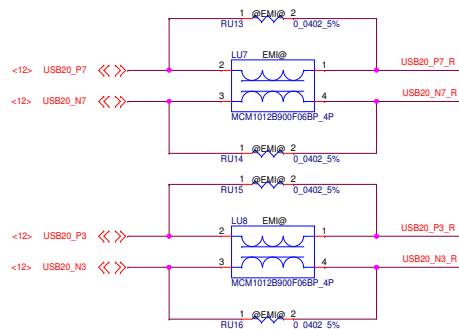 1 @EMI@ 2
RU13 0_0402_5%
LU7 EMI@
<12> USB20_P7 2 1 USB20_P7_R
<12> USB20_N7 3 4 USB20_N7_R
MCM1012B900F06BP_4P
1 @EMI@ 2
RU14 0_0402_5%
1 @EMI@ 2
RU15 0_0402_5%
LU8 EMI@
<12> USB20_P3 2 1 USB20_P3_R
<12> USB20_N3 3 4 USB20_N3_R
MCM1012B900F06BP_4P
1 @EMI@ 2
RU16 0_0402_5%